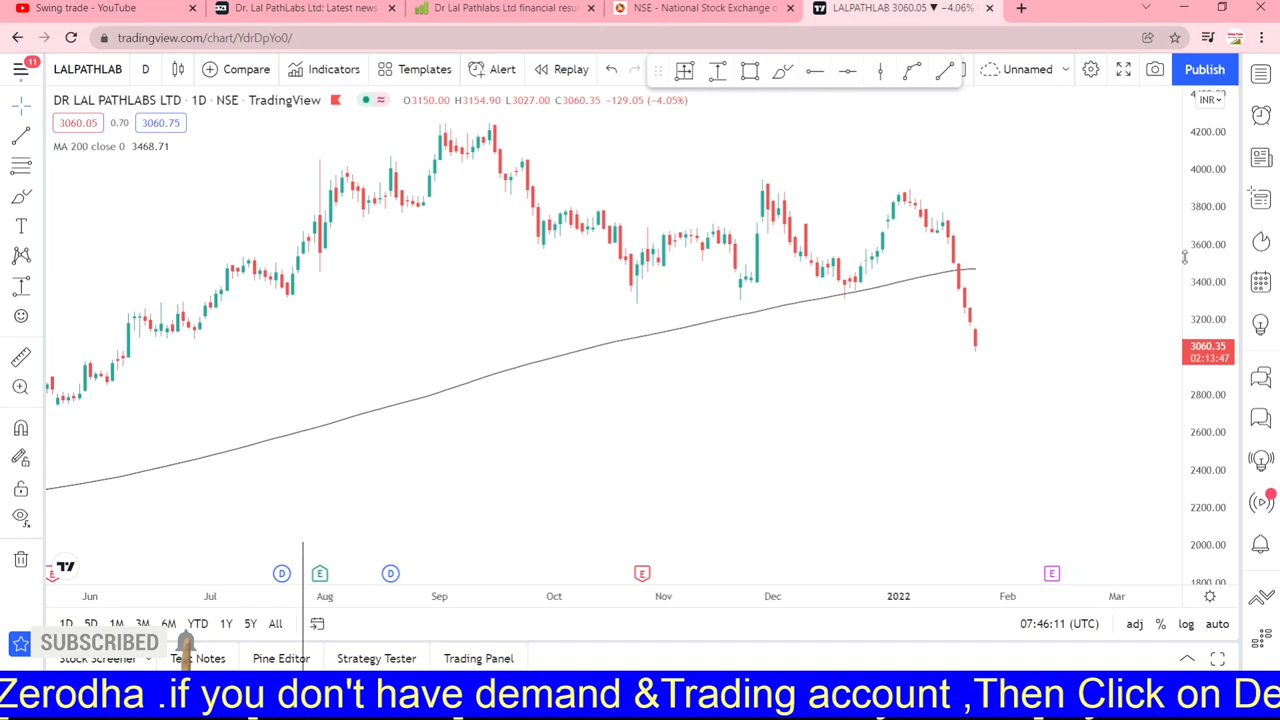 Swing trade - YouTube
Dr. Lal PathLabs Ltd: Latest news
Dr Lal Pathlabs Ltd financial resul
NSE - National Stock Exchange o
LALPATHLAB 3060.05 ▼ −4.06%
tradingview.com/chart/YdrDpYo0/
11
LALPATHLAB
D
Compare
Indicators
Templates
Alert
Replay
Unnamed
Publish
DR LAL PATHLABS LTD · 1D · NSE · TradingView
O3150.00 H3154.90 L3027.00 C3060.35 −129.05 (−4.05%)
INR
3060.05 0.70 3060.75
MA 200 close 0 3468.71
4200.00
4000.00
3800.00
3600.00
3400.00
3200.00
3060.35
02:13:47
2800.00
2600.00
2400.00
2200.00
2000.00
1800.00
D E D E E
Jun Jul Aug Sep Oct Nov Dec 2022 Feb Mar
1D 5D 1M 3M 6M YTD 1Y 5Y All
07:46:11 (UTC) adj % log auto
SUBSCRIBED
Stock Screener Text Notes Pine Editor Strategy Tester Trading Panel
Zerodha .if you don't have demand &Trading account ,Then Click on De